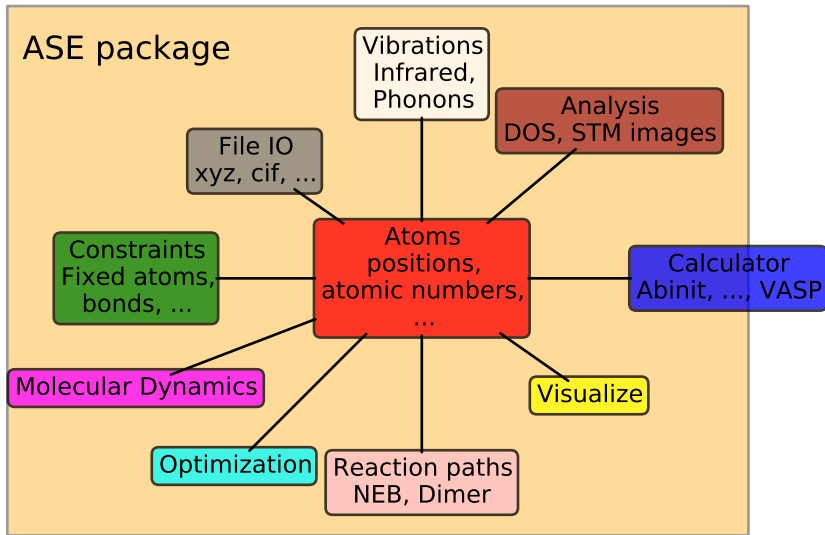 ASE package
Vibrations
Infrared,
Phonons
Analysis
DOS, STM images
File IO
xyz, cif, ...
Atoms
positions,
atomic numbers,
...
Constraints
Fixed atoms,
bonds, ...
Calculator
Abinit, ..., VASP
Molecular Dynamics
Visualize
Optimization
Reaction paths
NEB, Dimer